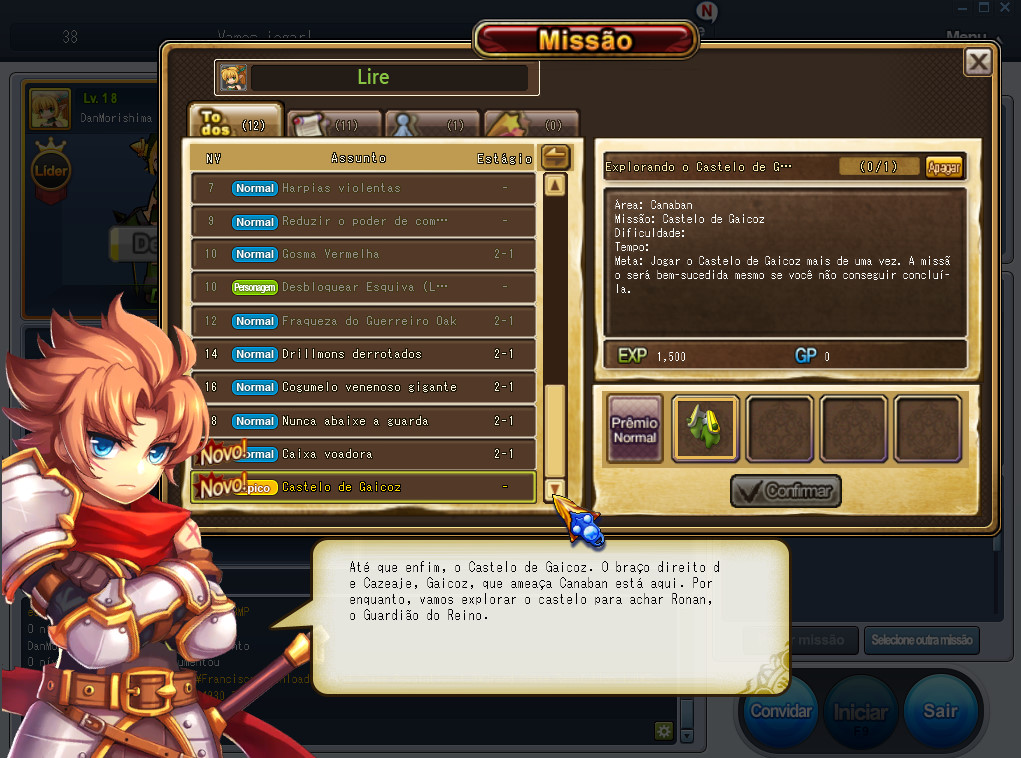 38
Vamos jogar!
N
Menu
Missão
Lire
Lv. 18
DanMorishima
Líder
To
dos
(12)
(11)
(1)
(0)
NV
Assunto
Estágio
7 Normal Harpias violentas -
9 Normal Reduzir o poder de com… -
10 Normal Gosma Vermelha 2-1
10 Personagem Desbloquear Esquiva (L… -
12 Normal Fraqueza do Guerreiro Oak 2-1
14 Normal Drillmons derrotados 2-1
16 Normal Cogumelo venenoso gigante 2-1
8 Normal Nunca abaixe a guarda 2-1
Novo! ormal Caixa voadora 2-1
Novo! pico Castelo de Gaicoz -
Explorando o Castelo de G…
(0/1)
Apagar
Area: Canaban
Missão: Castelo de Gaicoz
Dificuldade:
Tempo:
Meta: Jogar o Castelo de Gaicoz mais de uma vez. A missã
o será bem-sucedida mesmo se você não conseguir concluí-
la.
EXP 1,500
GP 0
Prêmio
Normal
Confirmar
Até que enfim, o Castelo de Gaicoz. O braço direito d
e Cazeaje, Gaicoz, que ameaça Canaban está aqui. Por
enquanto, vamos explorar o castelo para achar Ronan,
o Guardião do Reino.
missão
Selecione outra missão
Convidar
Iniciar
Sair